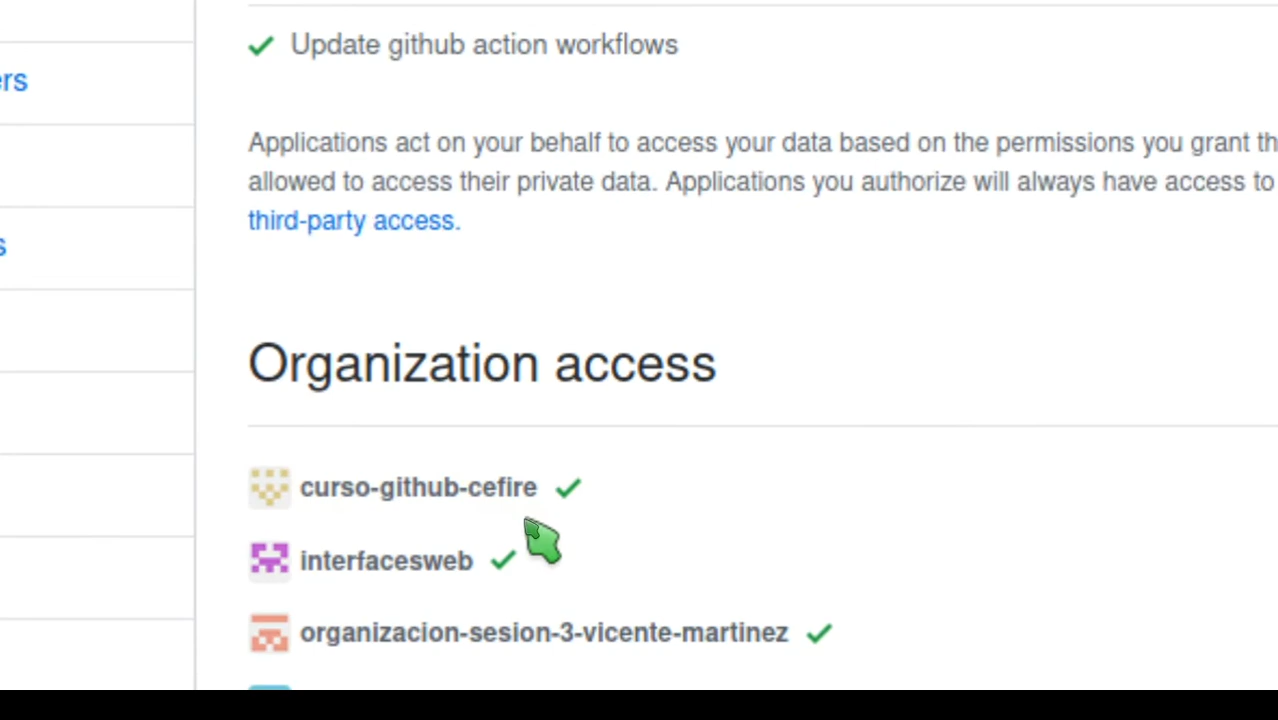 Update github action workflows
ers
Applications act on your behalf to access your data based on the permissions you grant th
allowed to access their private data. Applications you authorize will always have access to
third-party access.
s
Organization access
curso-github-cefire
interfacesweb
organizacion-sesion-3-vicente-martinez